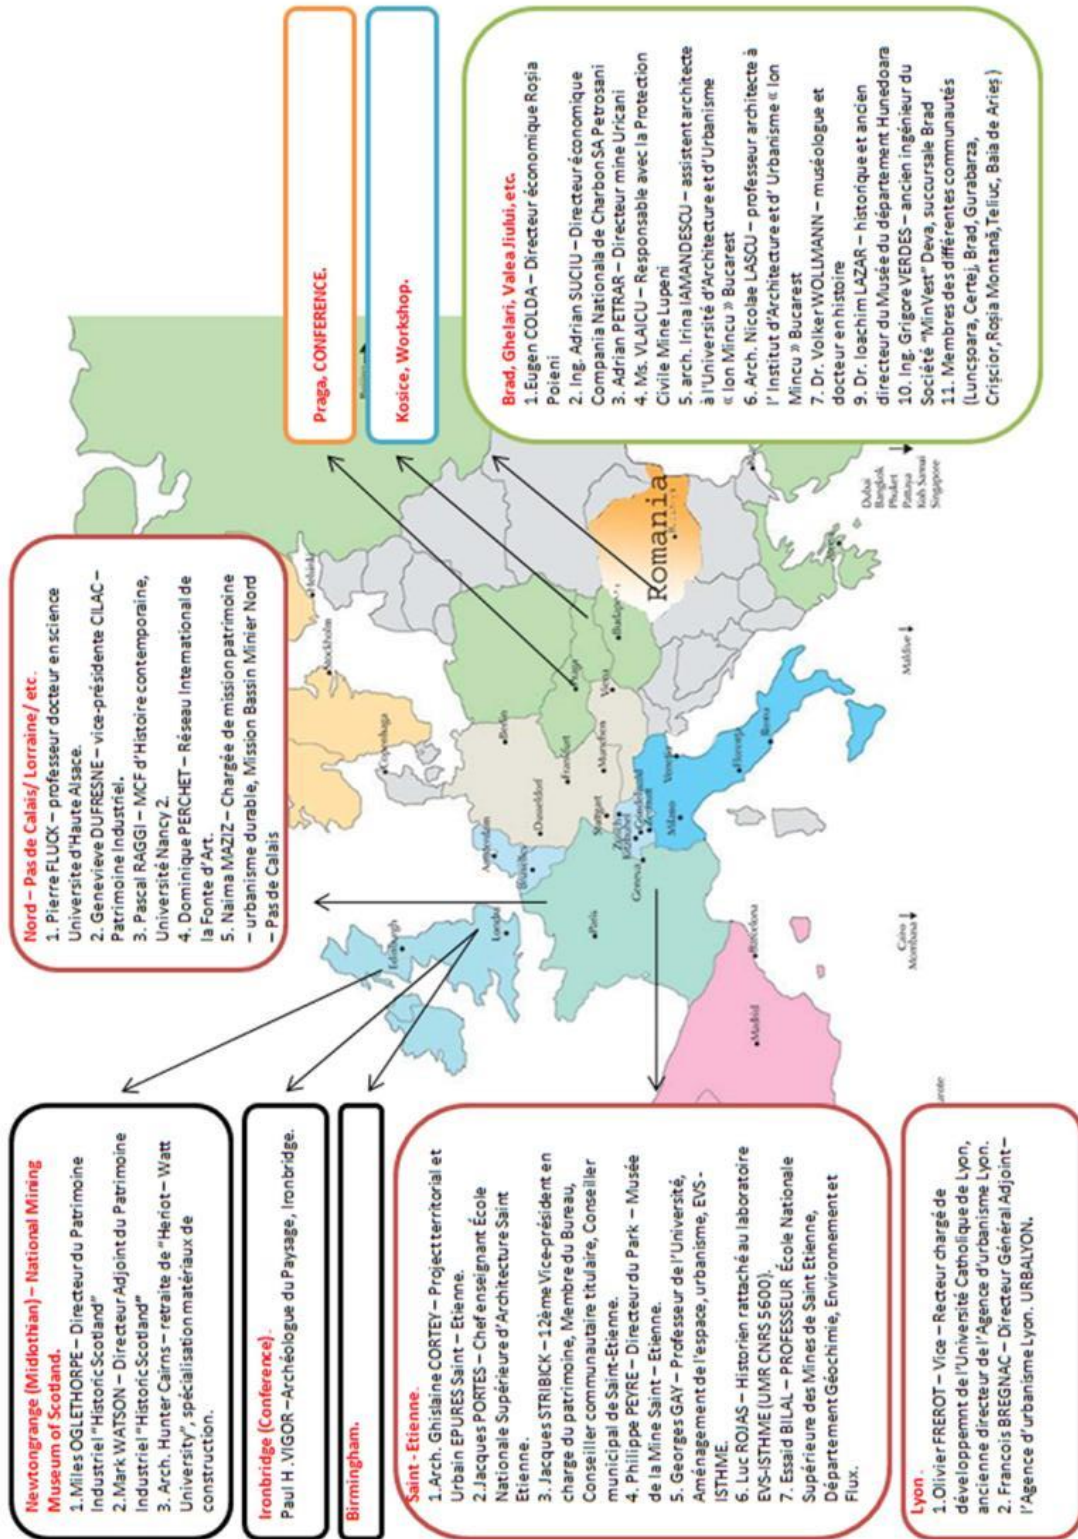 Newtongrange (Midlothian) – National Mining
Museum of Scotland.
1.Miles OGLETHORPE – Directeur du Patrimoine
Industriel "Historic Scotland"
2.Mark WATSON – Directeur Adjoint du Patrimoine
Industriel "Historic Scotland"
3. Arch. Hunter Cairns – retraite de "Heriot – Watt
University", spécialisation matériaux de
construction.
Ironbridge (Conference).
Paul H .VIGOR –Archéologue du Paysage, Ironbridge.
Birmingham.
Saint - Etienne.
1.Arch. Ghislaine CORTEY – Project territorial et
Urbain EPURES Saint – Etienne.
2.Jacques PORTES – Chef enseignant École
Nationale Supérieure d'Architecture Saint
Etienne.
3. Jacques STRIBICK – 12ème Vice-président en
charge du patrimoine, Membre du Bureau,
Conseiller communautaire titulaire, Conseiller
municipal de Saint-Etienne.
4. Philippe PEYRE – Directeur du Park – Musée
de la Mine Saint – Etienne.
5. Georges GAY – Professeur de l'Université,
Aménagement de l'espace, urbanisme, EVS -
ISTHME.
6. Luc ROJAS – Historien rattaché au laboratoire
EVS-ISTHME (UMR CNRS 5600).
7. Essaid BILAL – PROFESSEUR École Nationale
Supérieure des Mines de Saint Etienne,
Département Géochimie, Environnement et
Flux.
Lyon .
1.Olivier FREROT – Vice – Recteur chargé de
développemnt de l'Université Catholique de Lyon,
ancienne directeur de l'Agence d'urbanisme Lyon.
2. Francois BREGNAC – Directeur Général Adjoint –
l'Agence d'urbanisme Lyon. URBALYON.
Nord – Pas de Calais/ Lorraine/ etc.
1. Pierre FLUCK – professeur docteur en science
Universite d'Haute Alsace.
2. Genevieve DUFRESNE – vice-présidente CILAC –
Patrimoine Industriel.
3. Pascal RAGGI – MCF d'Histoire contemporaine,
Université Nancy 2.
4. Dominique PERCHET – Réseau International de
la Fonte d'Art.
5. Naima MAZIZ – Chargée de mission patrimoine
– urbanisme durable, Mission Bassin Minier Nord
– Pas de Calais
Praga, CONFERENCE.
Kosice, Workshop.
Brad, Ghelari, Valea Jiului, etc.
1.Eugen COLDA – Directeur économique Roșia
Poieni
2. Ing. Adrian SUCIU – Directeur économique
Compania Nationala de Charbon SA Petrosani
3. Adrian PETRAR – Directeur mine Uricani
4. Ms. VLAICU – Responsable avec la Protection
Civile Mine Lupeni
5. arch. Irina IAMANDESCU – assistent architecte
à l'Université d'Architecture et d'Urbanisme
« Ion Mincu » Bucarest
6. Arch. Nicolae LASCU – professeur architecte à
l' Institut d'Architecture et d' Urbanisme « Ion
Mincu » Bucarest
7. Dr. Volker WOLLMANN – muséologue et
docteur en histoire
9. Dr. Ioachim LAZAR – historique et ancien
directeur du Musée du département Hunedoara
10. Ing. Grigore VERDES – ancien ingénieur du
Société "MinVest" Deva, succursale Brad
11. Membres des différentes communautés
(Luncșoara, Certej, Brad, Gurabarza,
Crișcior, Roșia Montană, Teliuc, Baia de Arieș )
Helsinki
Stockholm
Copenhaga
Edinburgh
Londra
Amsterdam
Bruxelles
Berlin
Dusseldorf
Frankfurt
Praga
Stuttgart
Munchen
Viena
Budapesta
Romania
Paris
Zurich
Geneva
Milano
Venetia
Florenta
Roma
Madrid
Barcelona
Cairo
Mombasa
Maldive
Dubai
Bangkok
Phuket
Pattaya
Koh Samui
Singapore